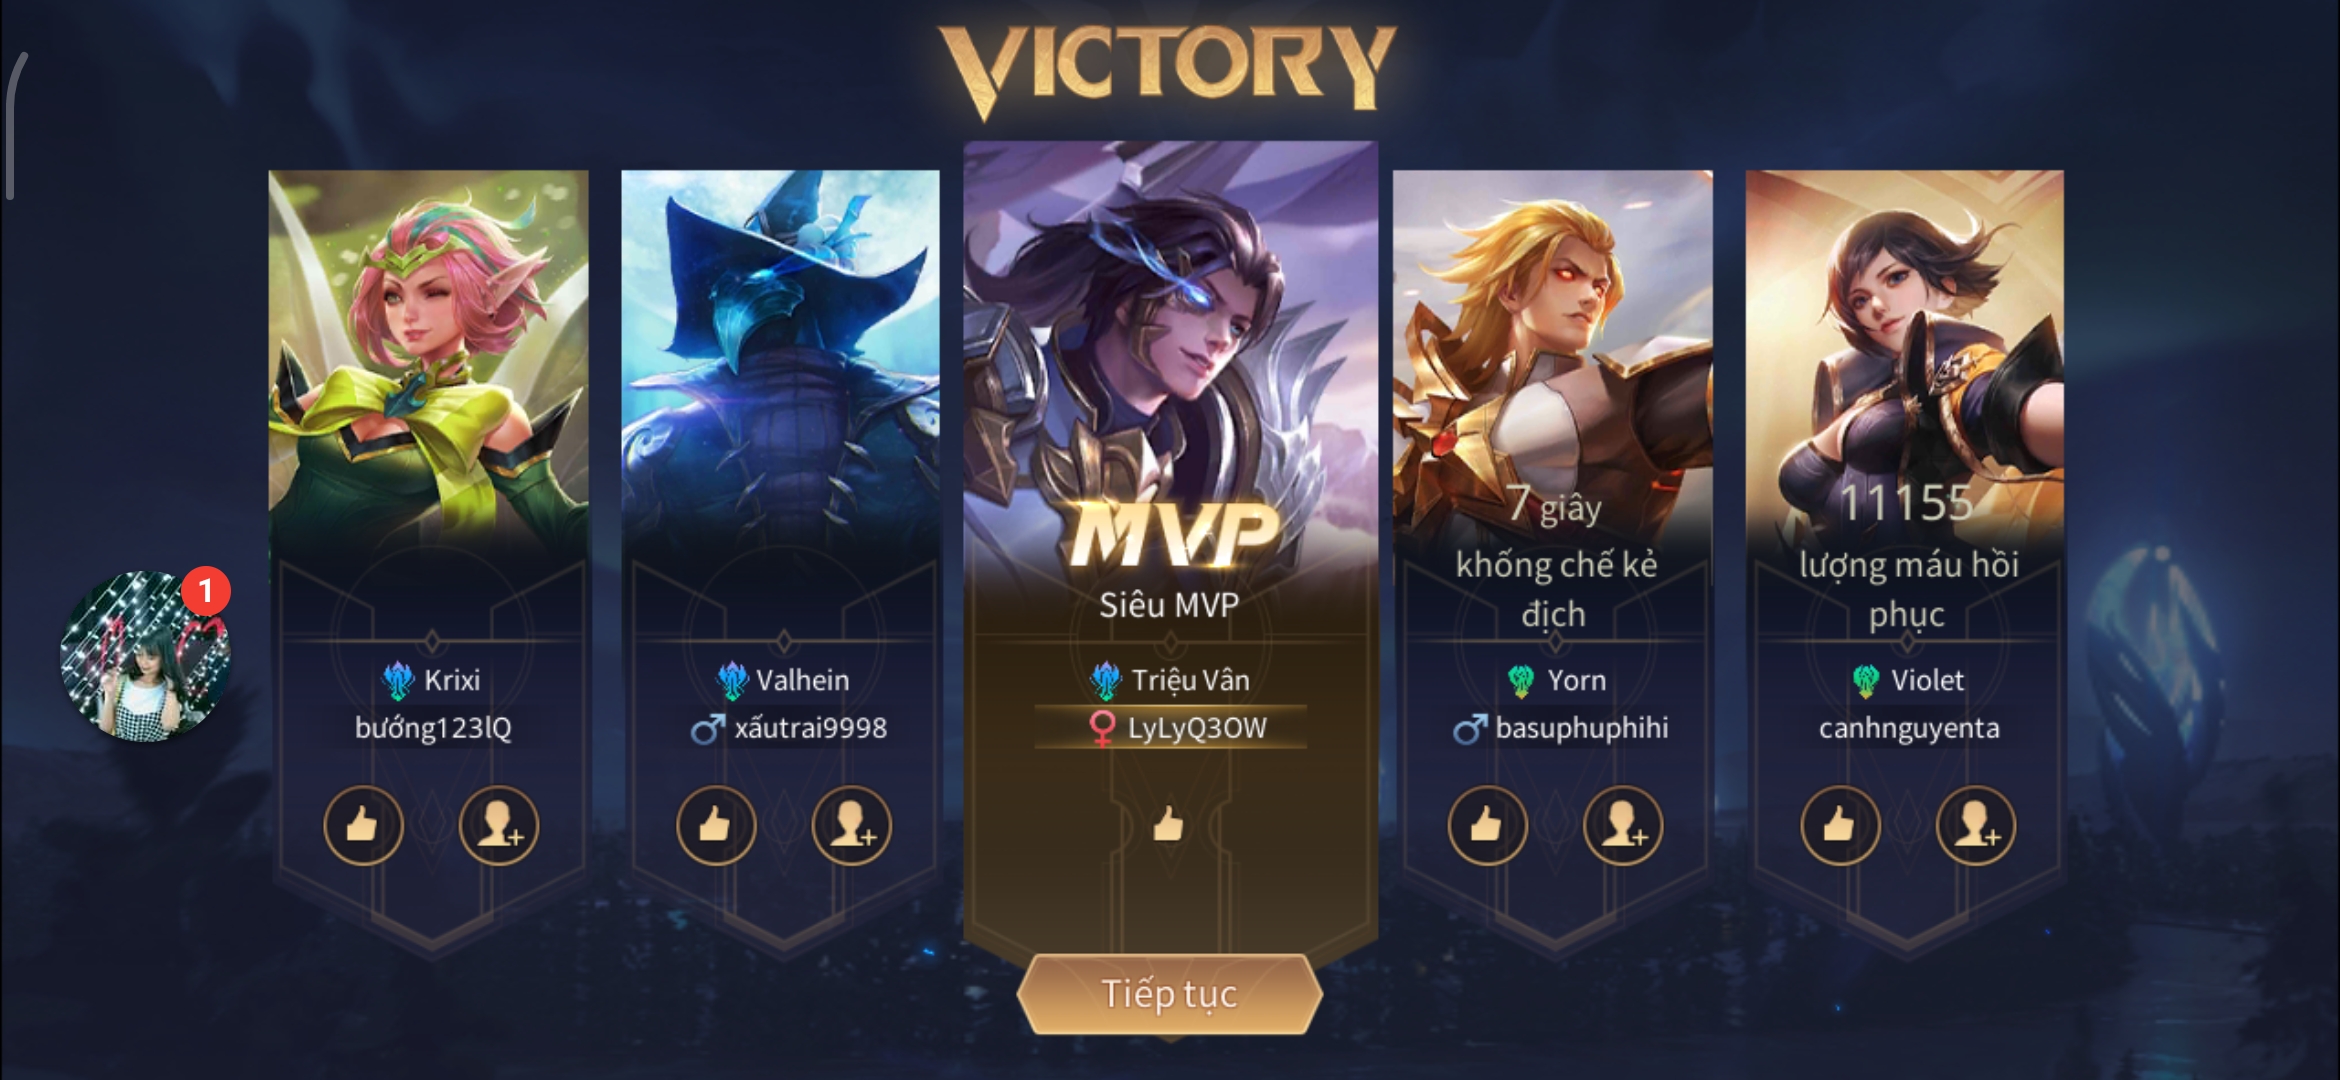 VICTORY
MVP
Siêu MVP
7 giây
khống chế kẻ
địch
11155
lượng máu hồi
phục
1
Krixi
bướng123lQ
Valhein
xấutrai9998
Triệu Vân
LyLyQ3OW
Yorn
basuphuphihi
Violet
canhnguyenta
Tiếp tục